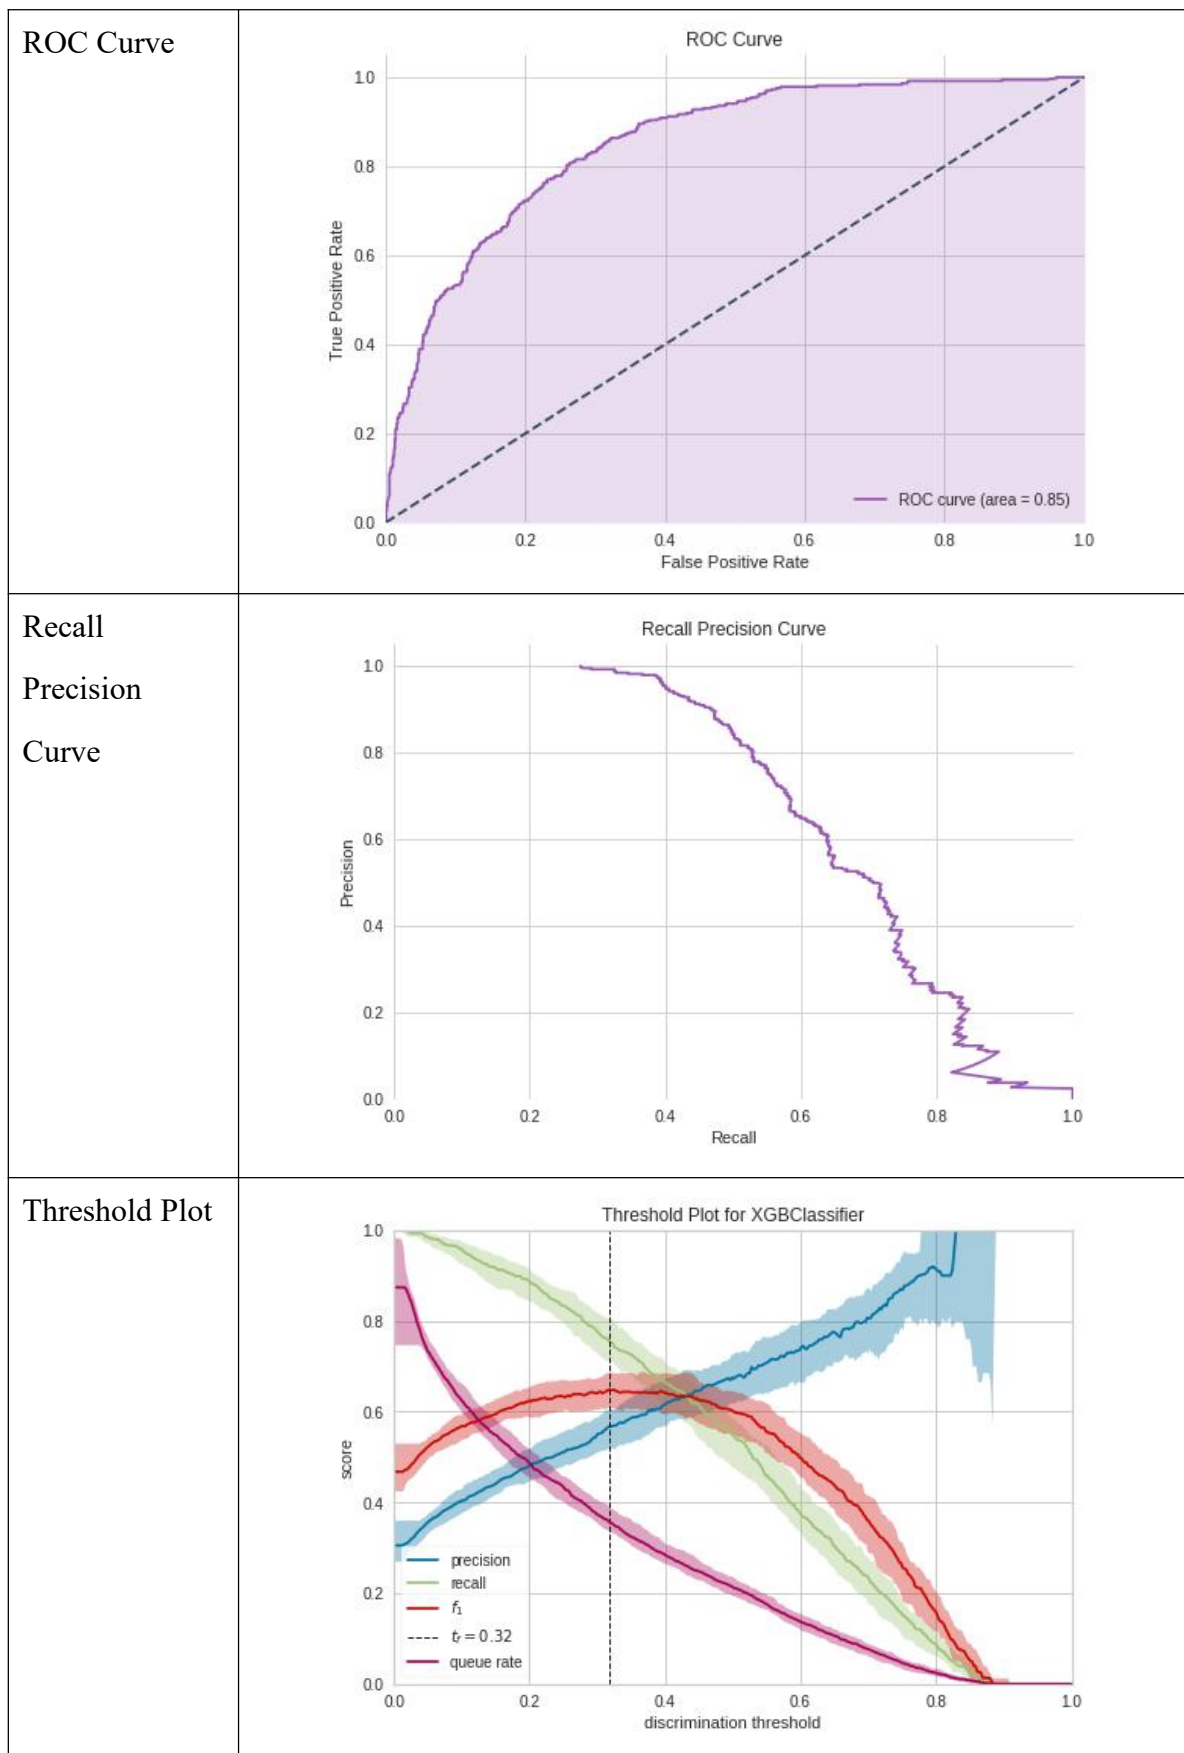 ROC Curve
ROC Curve
1.0
0.8
0.6
0.4
0.2
0.0
True Positive Rate
ROC curve (area = 0.85)
0.0 0.2 0.4 0.6 0.8 1.0
False Positive Rate
Recall
Precision
Curve
Recall Precision Curve
1.0
0.8
0.6
0.4
0.2
0.0
Precision
0.0 0.2 0.4 0.6 0.8 1.0
Recall
Threshold Plot
Threshold Plot for XGBClassifier
1.0
0.8
0.6
0.4
0.2
0.0
score
precision
recall
f₁
tᵣ = 0.32
queue rate
0.0 0.2 0.4 0.6 0.8 1.0
discrimination threshold